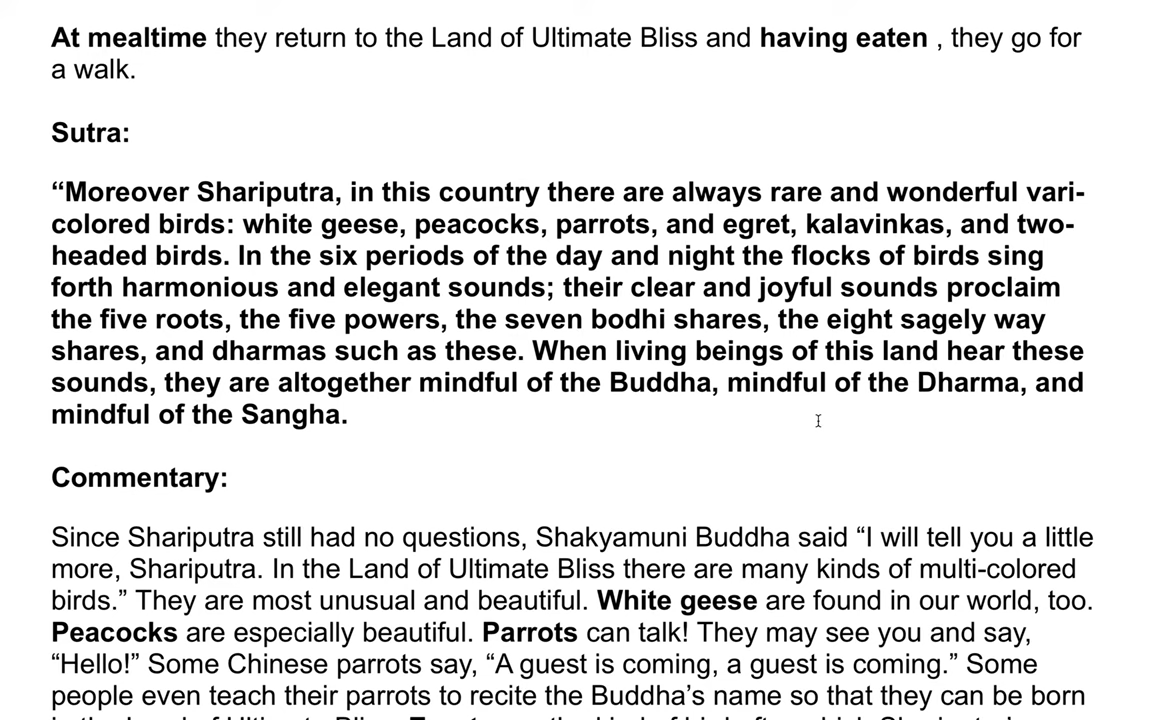 At mealtime they return to the Land of Ultimate Bliss and having eaten , they go for
a walk.
Sutra:
“Moreover Shariputra, in this country there are always rare and wonderful vari-
colored birds: white geese, peacocks, parrots, and egret, kalavinkas, and two-
headed birds. In the six periods of the day and night the flocks of birds sing
forth harmonious and elegant sounds; their clear and joyful sounds proclaim
the five roots, the five powers, the seven bodhi shares, the eight sagely way
shares, and dharmas such as these. When living beings of this land hear these
sounds, they are altogether mindful of the Buddha, mindful of the Dharma, and
mindful of the Sangha.
Commentary:
Since Shariputra still had no questions, Shakyamuni Buddha said “I will tell you a little
more, Shariputra. In the Land of Ultimate Bliss there are many kinds of multi-colored
birds.” They are most unusual and beautiful. White geese are found in our world, too.
Peacocks are especially beautiful. Parrots can talk! They may see you and say,
“Hello!” Some Chinese parrots say, “A guest is coming, a guest is coming.” Some
people even teach their parrots to recite the Buddha’s name so that they can be born